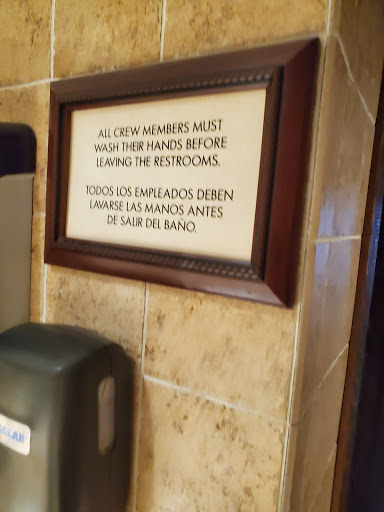 ALL CREW MEMBERS MUST
WASH THEIR HANDS BEFORE
LEAVING THE RESTROOMS.
TODOS LOS EMPLEADOS DEBEN
LAVARSE LAS MANOS ANTES
DE SALIR DEL BAÑO.